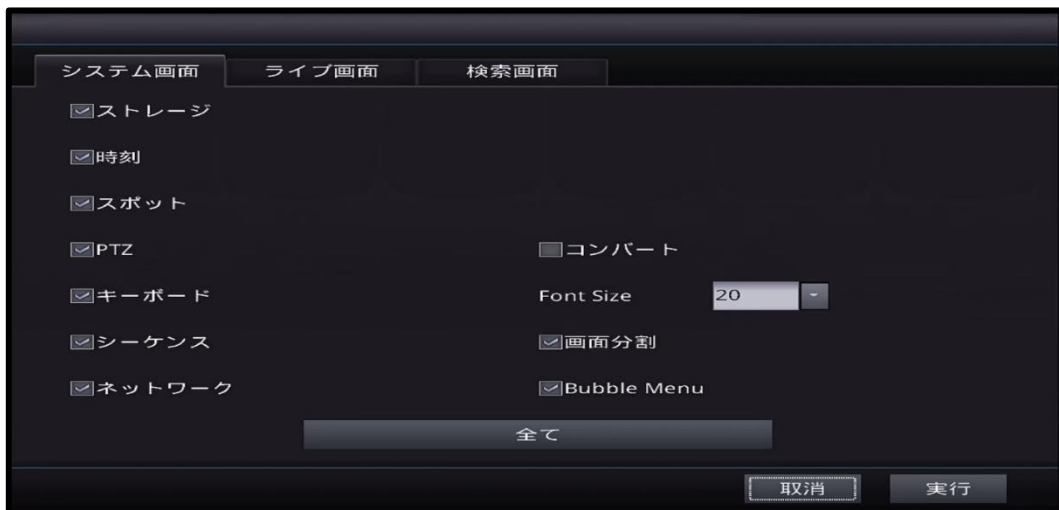 システム画面 ライブ画面 検索画面
ストレージ
時刻
スポット
PTZ コンバート
キーボード Font Size 20
シーケンス 画面分割
ネットワーク Bubble Menu
全て
取消 実行